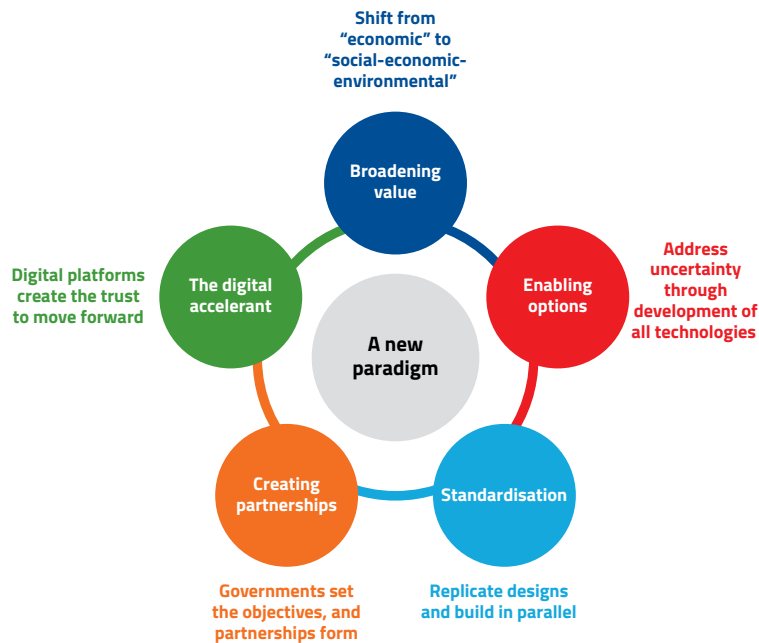 Shift from
“economic” to
“social-economic-
environmental”
Broadening
value
Enabling
options
Address
uncertainty
through
development of
all technologies
Standardisation
Replicate designs
and build in parallel
Creating
partnerships
Governments set
the objectives, and
partnerships form
The digital
accelerant
Digital platforms
create the trust
to move forward
A new
paradigm